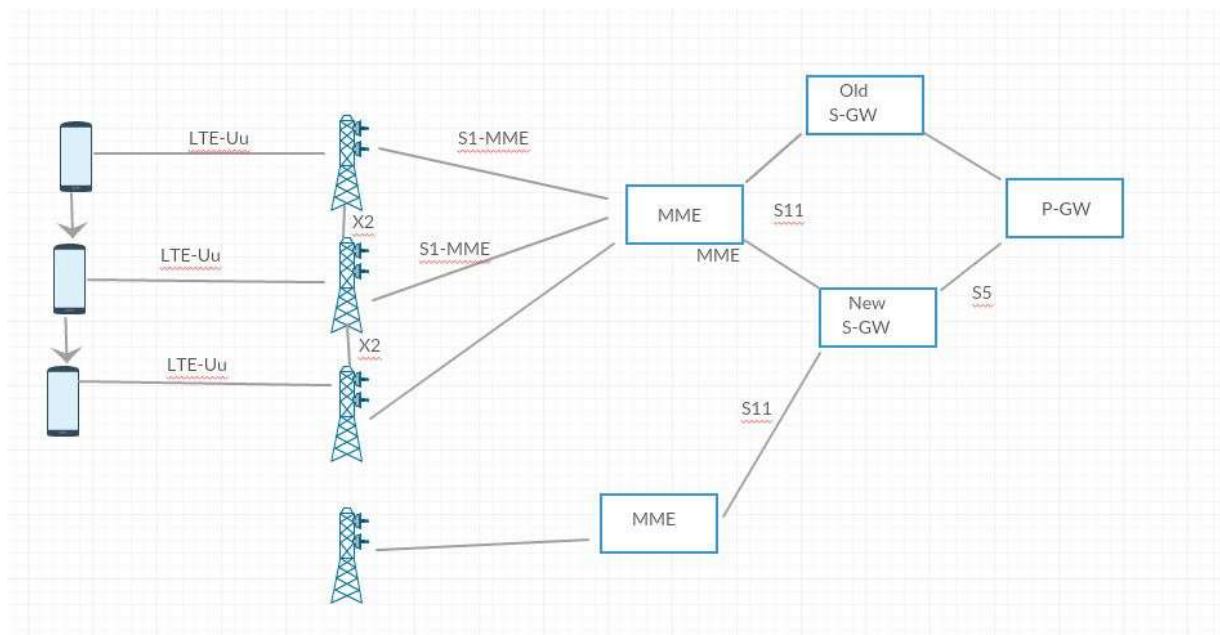 Old
S-GW
LTE-Uu
S1-MME
P-GW
MME
S11
X2
S1-MME
MME
LTE-Uu
S5
New
S-GW
X2
LTE-Uu
S11
MME